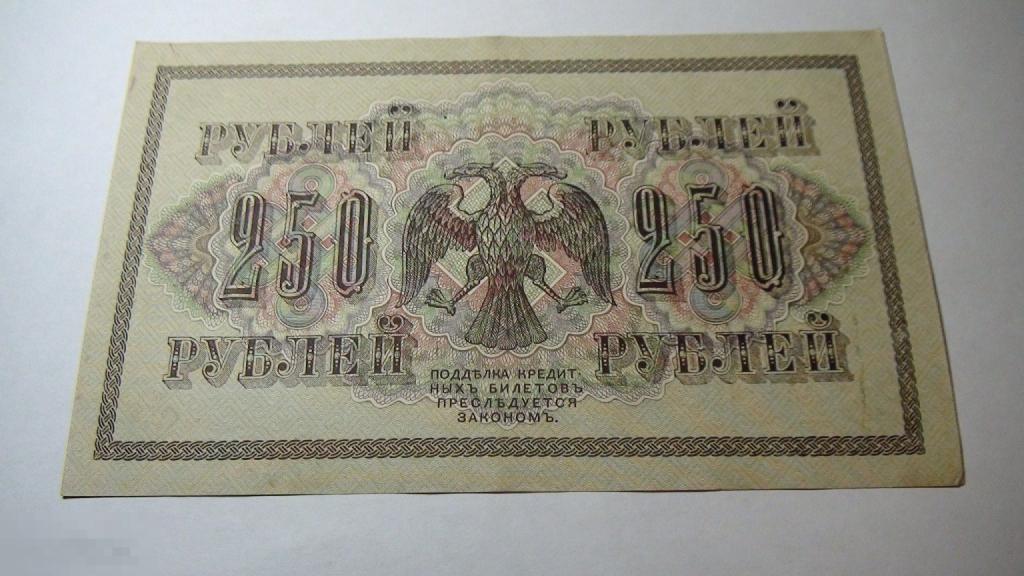 РУБЛЕЙ РУБЛЕЙ
250 250
РУБЛЕЙ РУБЛЕЙ
ПОДДѢЛКА КРЕДИТ-
НЫХЪ БИЛЕТОВЪ
ПРЕСЛѢДУЕТСЯ
ЗАКОНОМЪ.